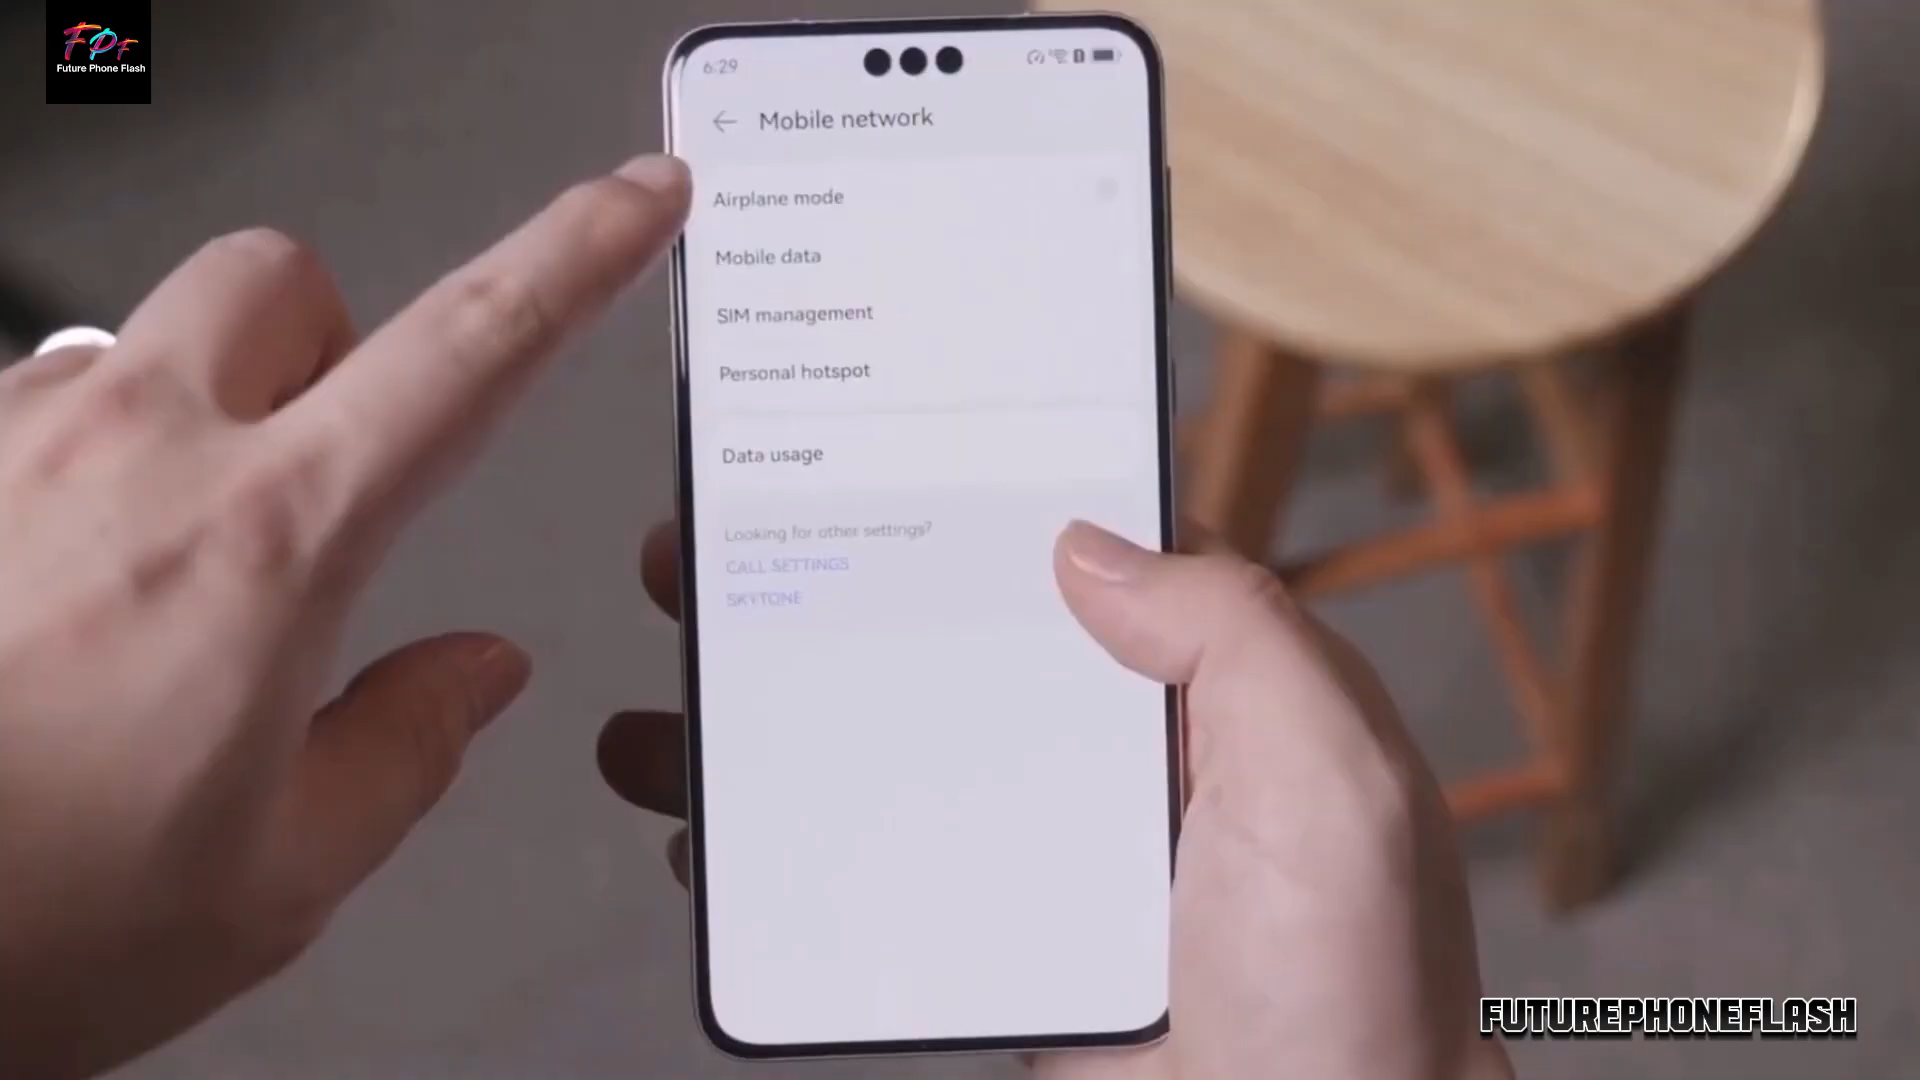 FPF
Future Phone Flash
6:29
Mobile network
Airplane mode
Mobile data
SIM management
Personal hotspot
Data usage
Looking for other settings?
CALL SETTINGS
SKYTONE
FUTUREPHONEFLASH